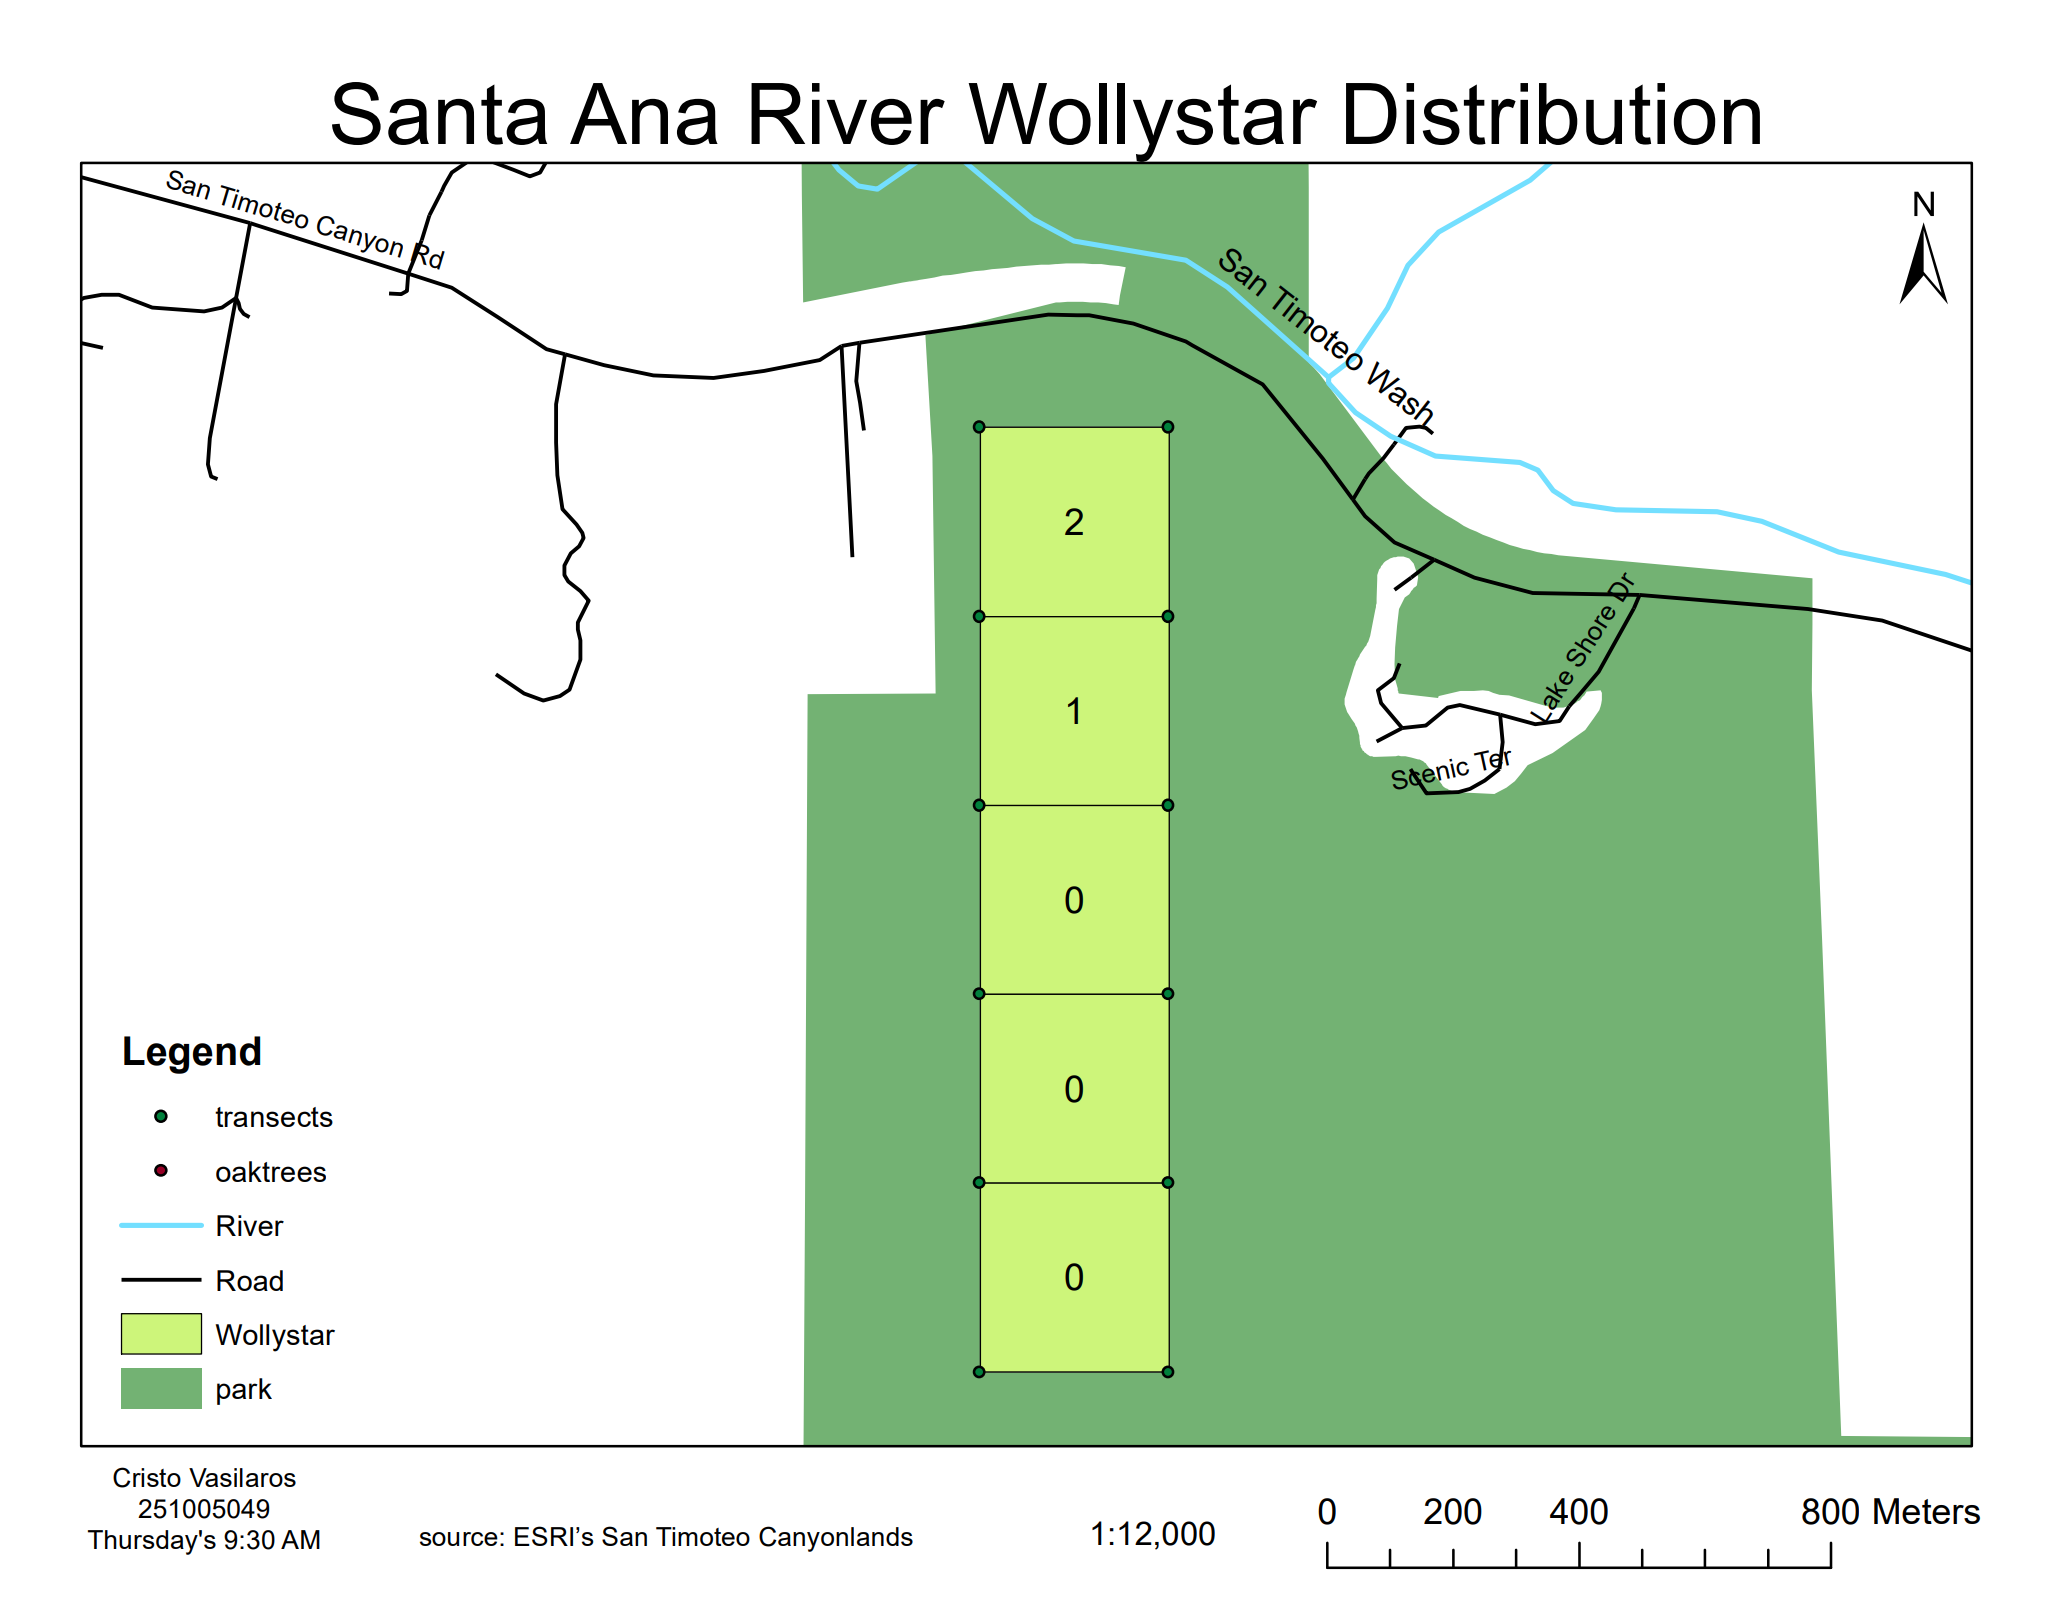 Santa Ana River Wollystar Distribution
San Timoteo Canyon Rd
N
San Timoteo Wash
2
1
Lake Shore Dr
Scenic Ter
0
0
0
Legend
transects
oaktrees
River
Road
Wollystar
park
Cristo Vasilaros
251005049
Thursday's 9:30 AM
source: ESRI’s San Timoteo Canyonlands
1:12,000
0 200 400 800 Meters